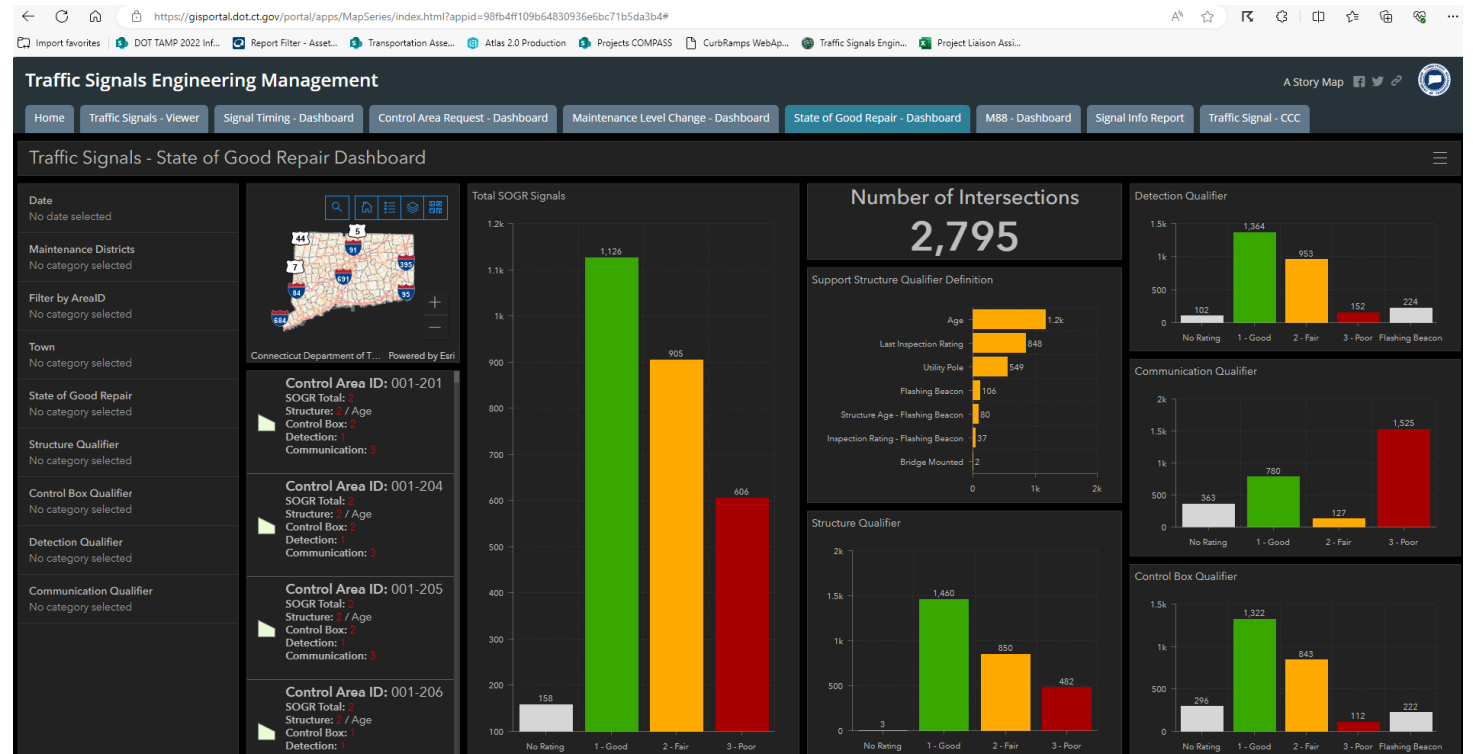 https://gisportal.dot.ct.gov/portal/apps/MapSeries/index.html?appid=98fb4ff109b64830936e6bc71b5da3b4#
Import favorites
DOT TAMP 2022 Inf...
Report Filter - Asset...
Transportation Asse...
Atlas 2.0 Production
Projects COMPASS
CurbRamps WebAp...
Traffic Signals Engin...
Project Liaison Assi...
Traffic Signals Engineering Management
A Story Map
Home
Traffic Signals - Viewer
Signal Timing - Dashboard
Control Area Request - Dashboard
Maintenance Level Change - Dashboard
State of Good Repair - Dashboard
M88 - Dashboard
Signal Info Report
Traffic Signal - CCC
Traffic Signals - State of Good Repair Dashboard
Date
No date selected
Maintenance Districts
No category selected
Filter by AreaID
No category selected
Town
No category selected
State of Good Repair
No category selected
Structure Qualifier
No category selected
Control Box Qualifier
No category selected
Detection Qualifier
No category selected
Communication Qualifier
No category selected
44
5
91
7
395
691
84
95
684
+
−
Connecticut Department of T... Powered by Esri
Control Area ID: 001-201
SOGR Total: 2
Structure: 2 / Age
Control Box: 2
Detection: 1
Communication: 3
Control Area ID: 001-204
SOGR Total: 2
Structure: 2 / Age
Control Box: 2
Detection: 1
Communication: 3
Control Area ID: 001-205
SOGR Total: 2
Structure: 2 / Age
Control Box: 2
Detection: 1
Communication: 3
Control Area ID: 001-206
SOGR Total: 2
Structure: 2 / Age
Control Box: 1
Detection: 1
Total SOGR Signals
1.2k
1.1k
1k
900
800
700
600
500
400
300
200
100
158
1,126
905
606
No Rating
1 - Good
2 - Fair
3 - Poor
Number of Intersections
2,795
Support Structure Qualifier Definition
Age
1.2k
Last Inspection Rating
848
Utility Pole
549
Flashing Beacon
106
Structure Age - Flashing Beacon
80
Inspection Rating - Flashing Beacon
37
Bridge Mounted
2
0
1k
2k
Structure Qualifier
2k
1.5k
1k
500
0
3
1,460
850
482
No Rating
1 - Good
2 - Fair
3 - Poor
Detection Qualifier
1.5k
1k
500
0
102
1,364
953
152
224
No Rating
1 - Good
2 - Fair
3 - Poor
Flashing Beacon
Communication Qualifier
2k
1.5k
1k
500
0
363
780
127
1,525
No Rating
1 - Good
2 - Fair
3 - Poor
Control Box Qualifier
1.5k
1k
500
0
296
1,322
843
112
222
No Rating
1 - Good
2 - Fair
3 - Poor
Flashing Beacon